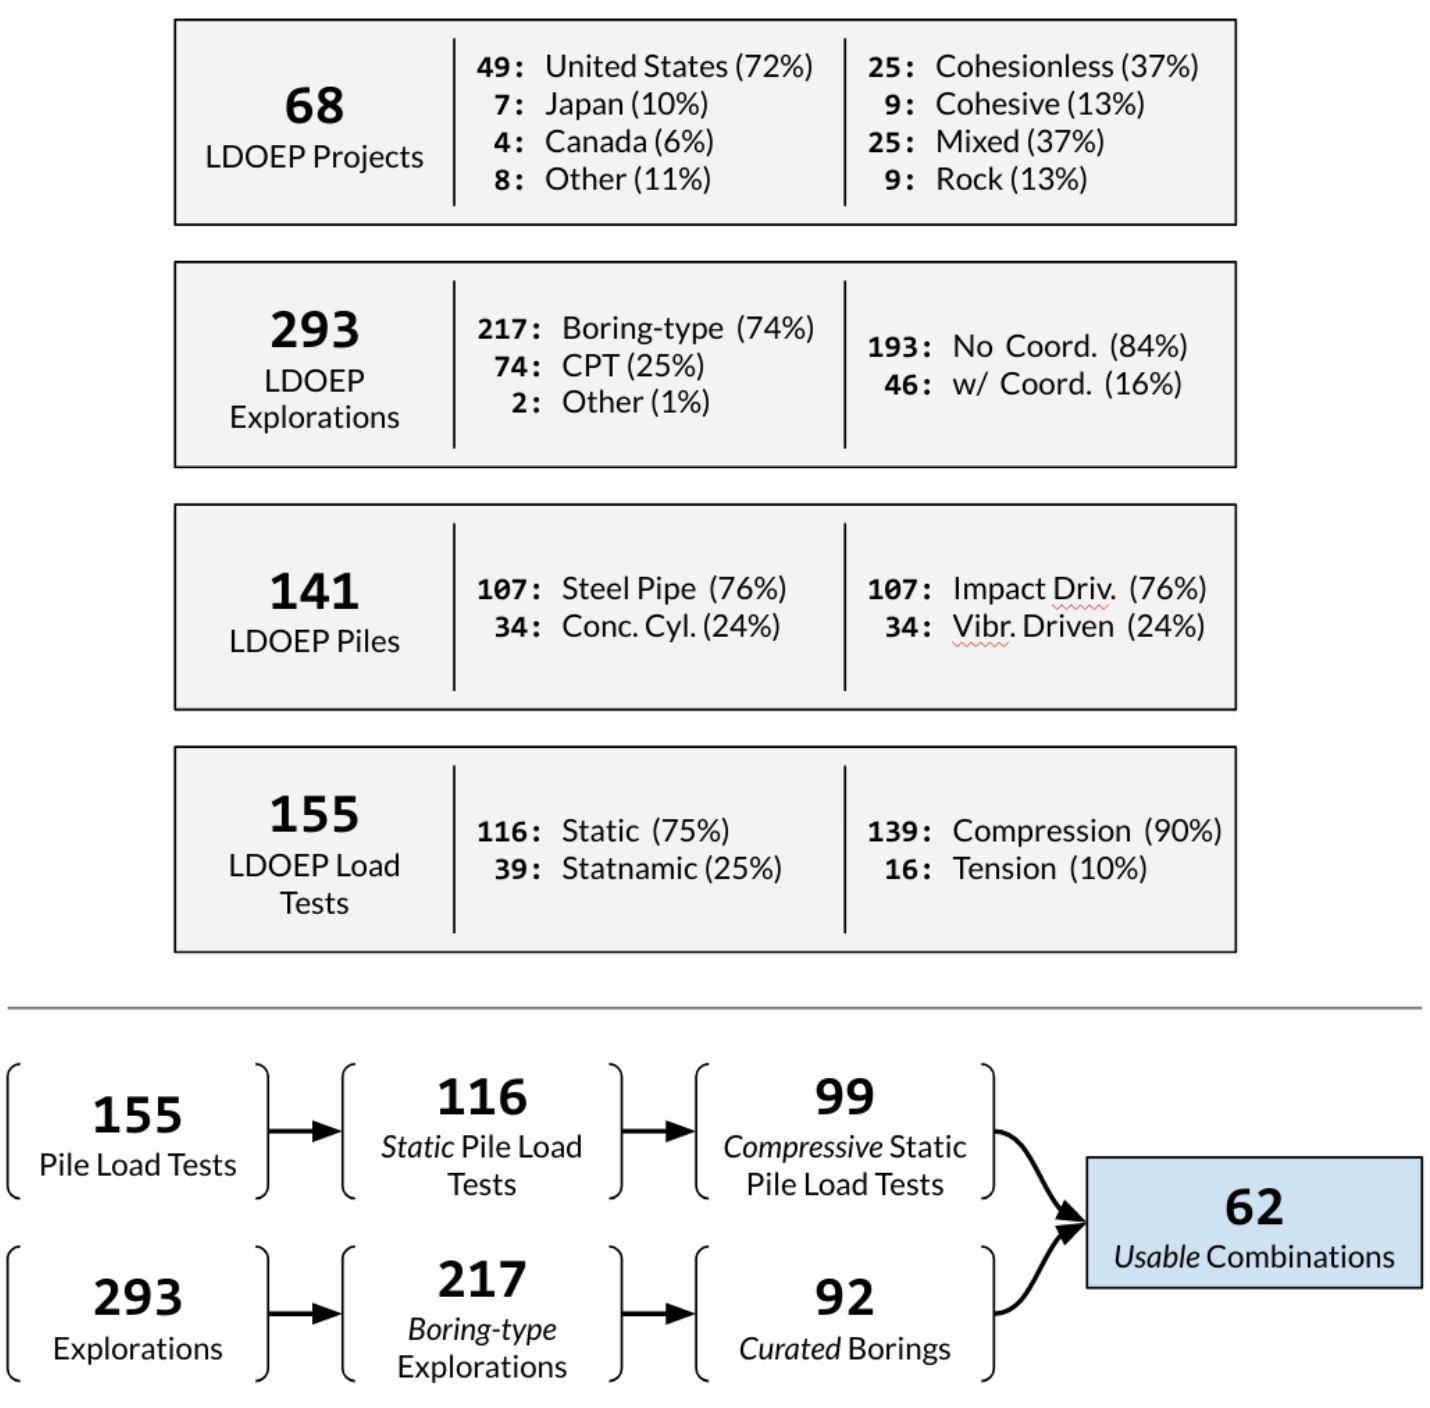 68
LDOEP Projects
49: United States (72%)
7: Japan (10%)
4: Canada (6%)
8: Other (11%)
25: Cohesionless (37%)
9: Cohesive (13%)
25: Mixed (37%)
9: Rock (13%)
293
LDOEP
Explorations
217: Boring-type (74%)
74: CPT (25%)
2: Other (1%)
193: No Coord. (84%)
46: w/ Coord. (16%)
141
LDOEP Piles
107: Steel Pipe (76%)
34: Conc. Cyl. (24%)
107: Impact Driv. (76%)
34: Vibr. Driven (24%)
155
LDOEP Load
Tests
116: Static (75%)
39: Statnamic (25%)
139: Compression (90%)
16: Tension (10%)
155
Pile Load Tests
116
Static Pile Load
Tests
99
Compressive Static
Pile Load Tests
293
Explorations
217
Boring-type
Explorations
92
Curated Borings
62
Usable Combinations